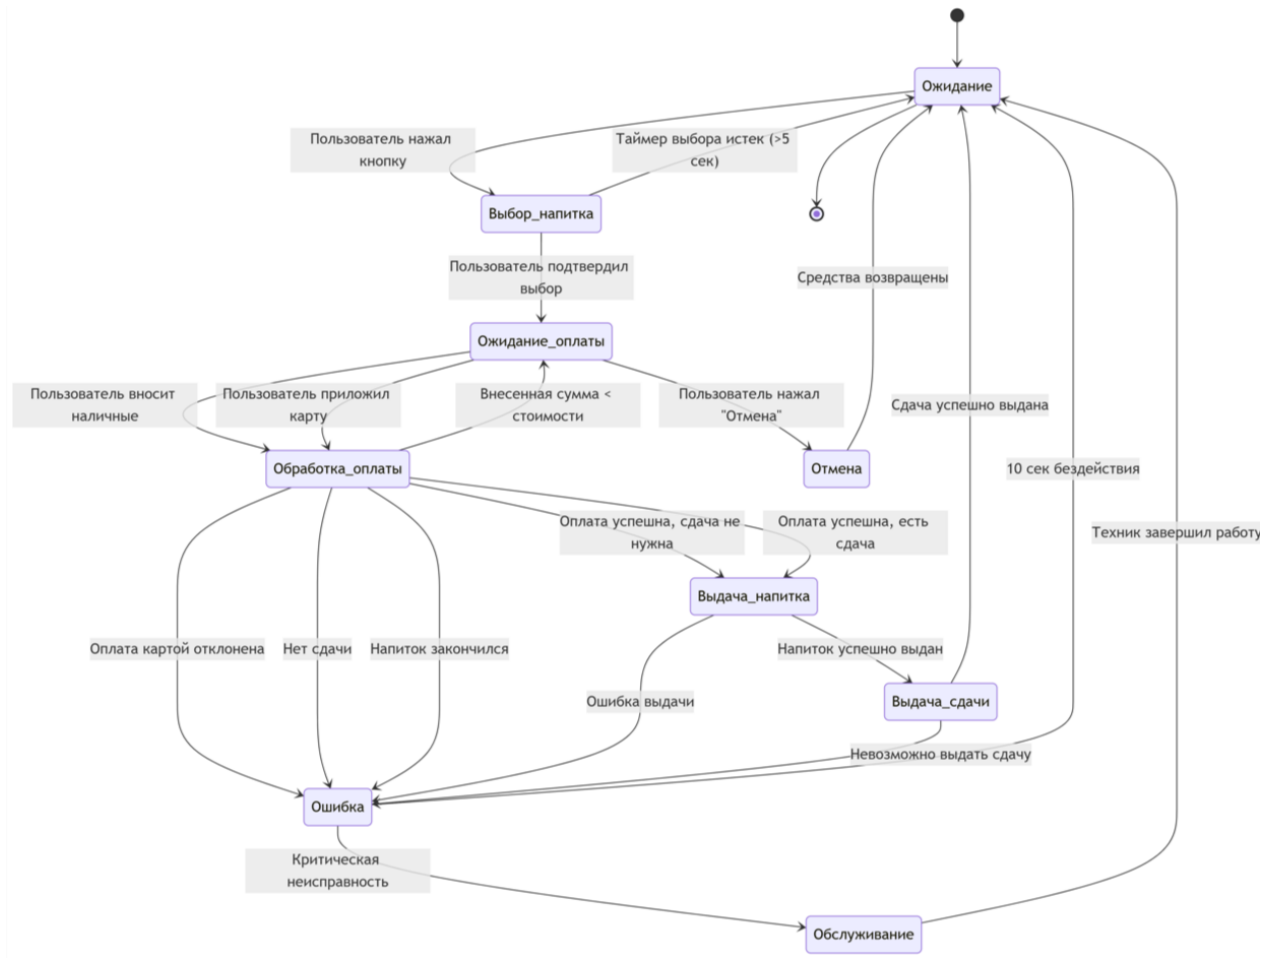 Ожидание
Пользователь нажал
кнопку
Таймер выбора истек (>5
сек)
Выбор_напитка
Пользователь подтвердил
выбор
Средства возвращены
Ожидание_оплаты
Пользователь вносит
наличные
Пользователь приложил
карту
Внесенная сумма <
стоимости
Пользователь нажал
"Отмена"
Сдача успешно выдана
Обработка_оплаты
Отмена
10 сек бездействия
Оплата успешна, сдача не
нужна
Оплата успешна, есть
сдача
Техник завершил работу
Выдача_напитка
Оплата картой отклонена
Нет сдачи
Напиток закончился
Напиток успешно выдан
Ошибка выдачи
Выдача_сдачи
Невозможно выдать сдачу
Ошибка
Критическая
неисправность
Обслуживание